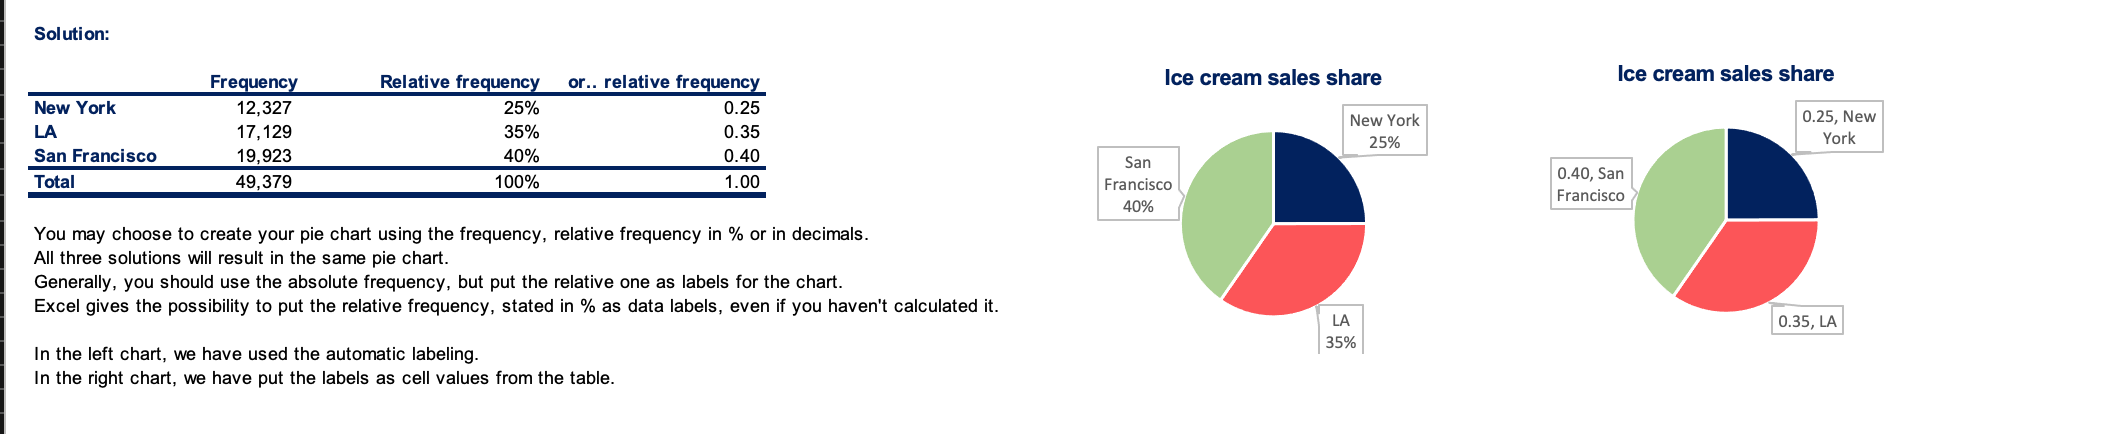 Solution:
Frequency Relative frequency or.. relative frequency
New York 12,327 25% 0.25
LA 17,129 35% 0.35
San Francisco 19,923 40% 0.40
Total 49,379 100% 1.00
You may choose to create your pie chart using the frequency, relative frequency in % or in decimals.
All three solutions will result in the same pie chart.
Generally, you should use the absolute frequency, but put the relative one as labels for the chart.
Excel gives the possibility to put the relative frequency, stated in % as data labels, even if you haven't calculated it.
In the left chart, we have used the automatic labeling.
In the right chart, we have put the labels as cell values from the table.
Ice cream sales share
New York
25%
San
Francisco
40%
LA
35%
Ice cream sales share
0.25, New
York
0.40, San
Francisco
0.35, LA